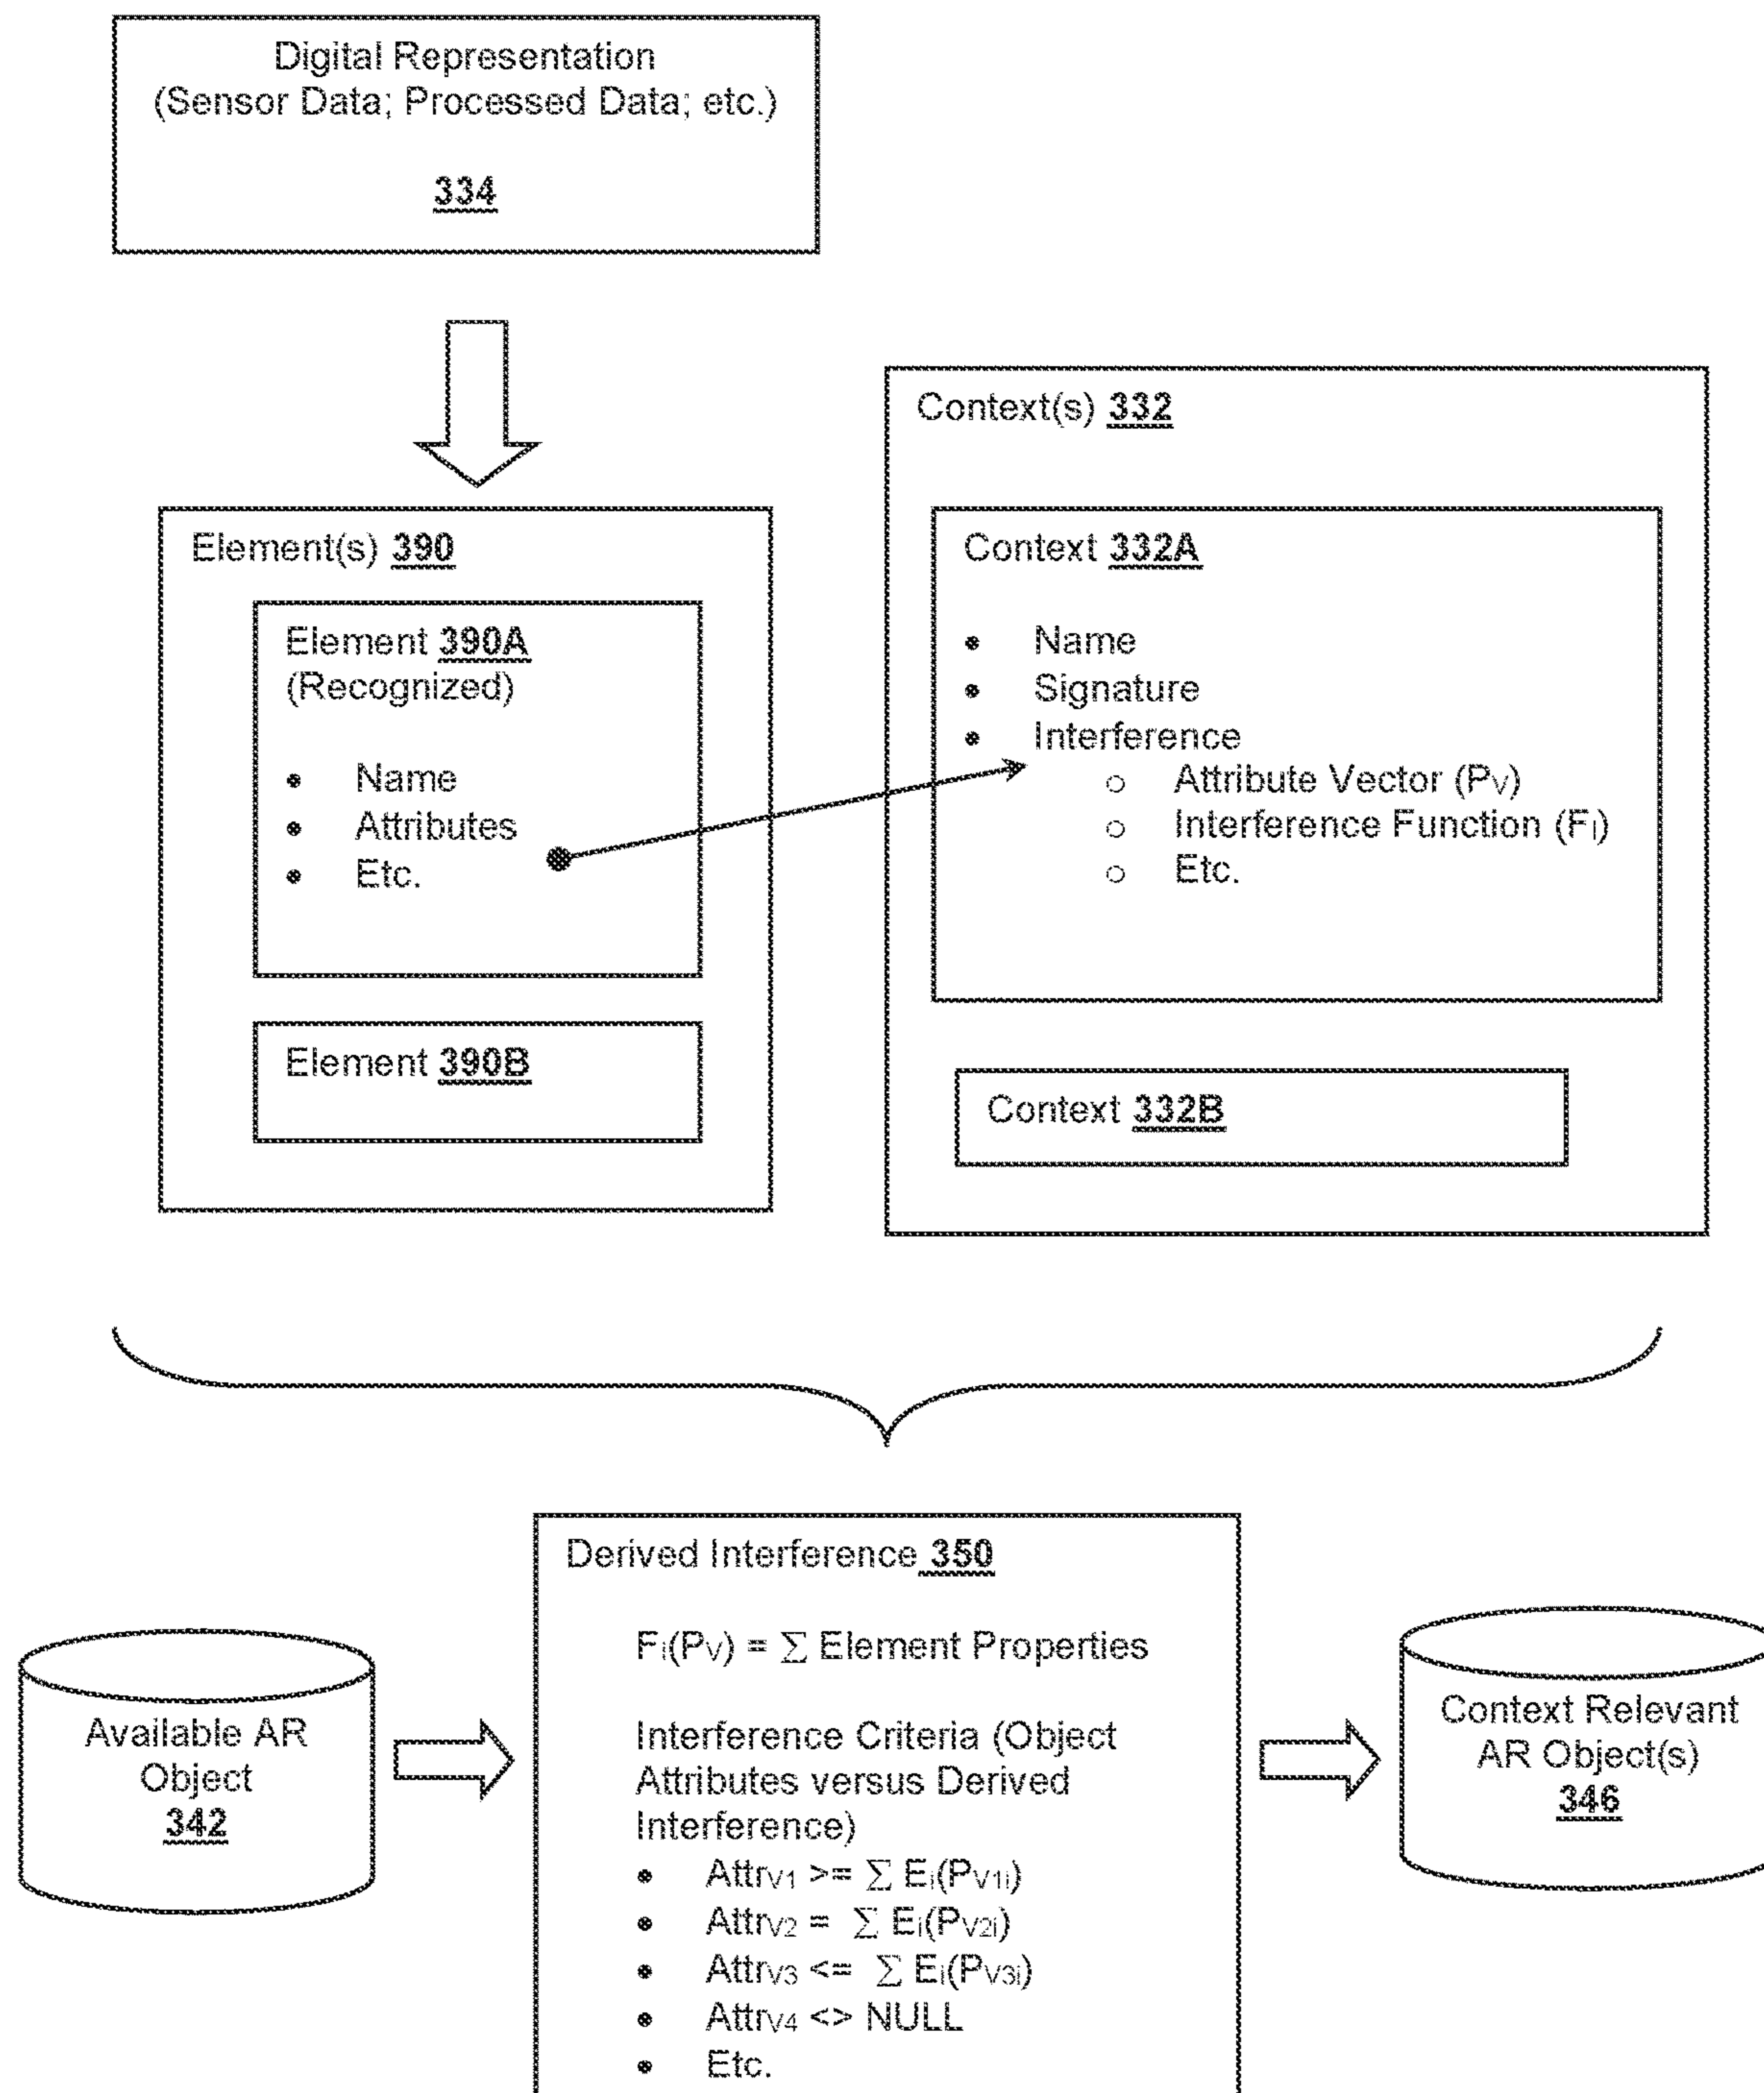 Digital Representation
(Sensor Data; Processed Data; etc.)
334
Element(s) 390
Element 390A
(Recognized)
• Name
• Attributes
• Etc.
Element 390B
Context(s) 332
Context 332A
• Name
• Signature
• Interference
○ Attribute Vector (PV)
○ Interference Function (FI)
○ Etc.
Context 332B
Available AR
Object
342
Derived Interference 350
Fi(PV) = ∑ Element Properties
Interference Criteria (Object
Attributes versus Derived
Interference)
• AttrV1 >= ∑ Ei(PV1i)
• AttrV2 = ∑ Ei(PV2i)
• AttrV3 <= ∑ Ei(PV3i)
• AttrV4 <> NULL
• Etc.
Context Relevant
AR Object(s)
346